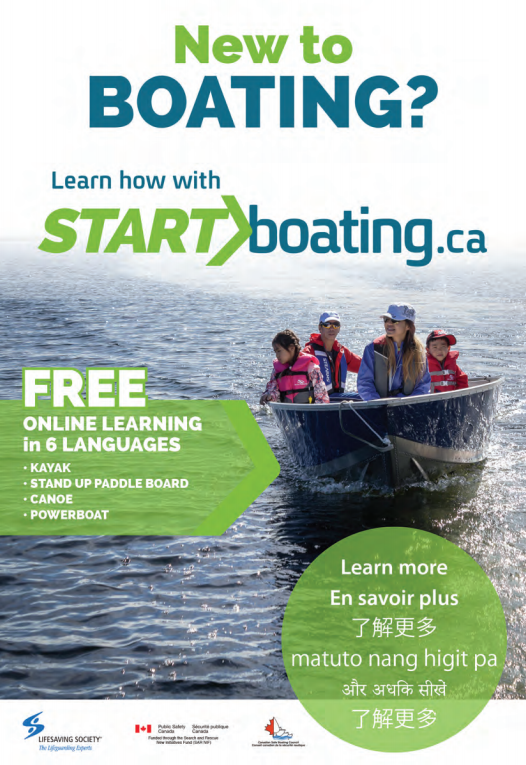 New to
BOATING?
Learn how with
START boating.ca
FREE
ONLINE LEARNING
in 6 LANGUAGES
• KAYAK
• STAND UP PADDLE BOARD
• CANOE
• POWERBOAT
Learn more
En savoir plus
了解更多
matuto nang higit pa
और अधकि सीखे
了解更多
LIFESAVING SOCIETY®
The Lifeguarding Experts
Public Safety Canada
Sécurité publique Canada
Funded through the Search and Rescue
New Initiatives Fund (SAR NIF)
Canadian Safe Boating Council
Conseil canadien de la sécurité nautique